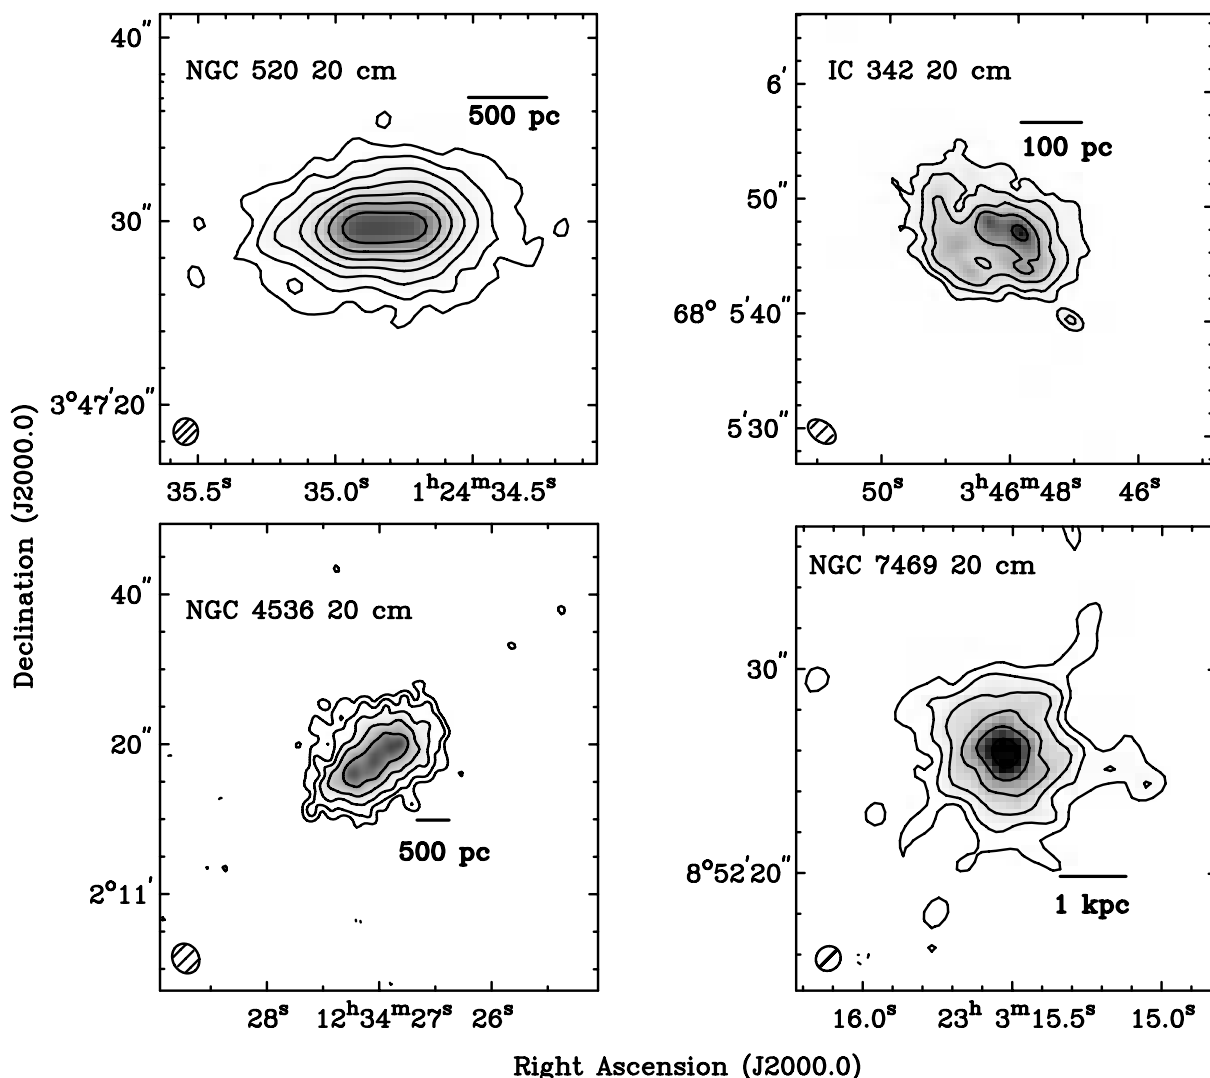 NGC 520 20 cm
500 pc
40"
30"
3°47'20"
35.5s
35.0s
1h24m34.5s
IC 342 20 cm
100 pc
6'
50"
68° 5'40"
5'30"
50s
3h46m48s
46s
NGC 4536 20 cm
500 pc
40"
20"
2°11'
28s
12h34m27s
26s
NGC 7469 20 cm
1 kpc
30"
8°52'20"
16.0s
23h 3m15.5s
15.0s
Declination (J2000.0)
Right Ascension (J2000.0)